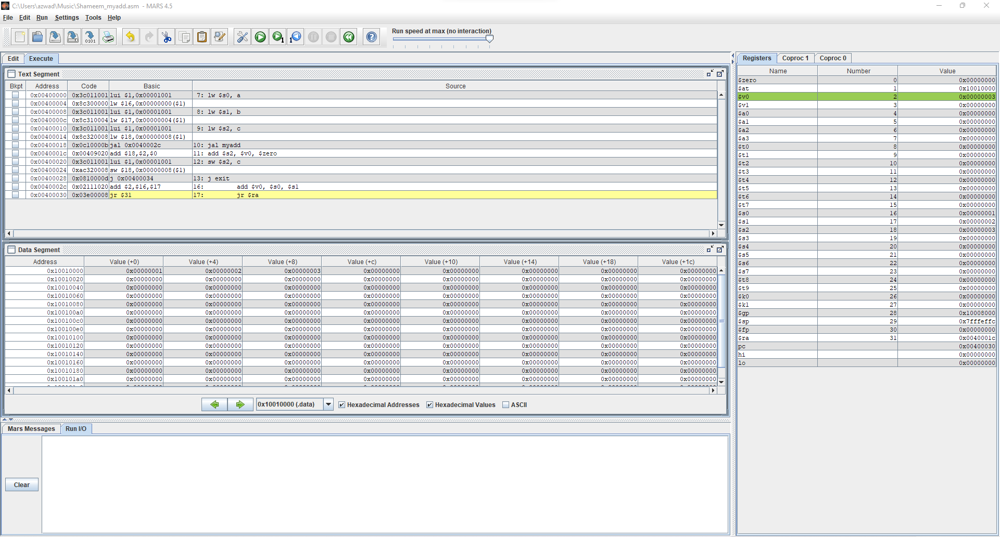 C:\Users\azwad\Music\Shameem_myadd.asm - MARS 4.5
File Edit Run Settings Tools Help
Run speed at max (no interaction)
Edit Execute
Text Segment
Bkpt Address Code Basic Source
0x00400000 0x3c011001 lui $1,0x00001001 7: lw $s0, a
0x00400004 0x8c300000 lw $16,0x00000000($1)
0x00400008 0x3c011001 lui $1,0x00001001 8: lw $s1, b
0x0040000c 0x8c310004 lw $17,0x00000004($1)
0x00400010 0x3c011001 lui $1,0x00001001 9: lw $s2, c
0x00400014 0x8c320008 lw $18,0x00000008($1)
0x00400018 0x0c10000b jal 0x0040002c 10: jal myadd
0x0040001c 0x00409020 add $18,$2,$0 11: add $s2, $v0, $zero
0x00400020 0x3c011001 lui $1,0x00001001 12: sw $s2, c
0x00400024 0xac320008 sw $18,0x00000008($1)
0x00400028 0x0810000d j 0x00400034 13: j exit
0x0040002c 0x02111020 add $2,$16,$17 16: add $v0, $s0, $s1
0x00400030 0x03e00008 jr $31 17: jr $ra
Data Segment
Address Value (+0) Value (+4) Value (+8) Value (+c) Value (+10) Value (+14) Value (+18) Value (+1c)
0x10010000 0x00000001 0x00000002 0x00000003 0x00000000 0x00000000 0x00000000 0x00000000 0x00000000
0x10010020 0x00000000 0x00000000 0x00000000 0x00000000 0x00000000 0x00000000 0x00000000 0x00000000
0x10010040 0x00000000 0x00000000 0x00000000 0x00000000 0x00000000 0x00000000 0x00000000 0x00000000
0x10010060 0x00000000 0x00000000 0x00000000 0x00000000 0x00000000 0x00000000 0x00000000 0x00000000
0x10010080 0x00000000 0x00000000 0x00000000 0x00000000 0x00000000 0x00000000 0x00000000 0x00000000
0x100100a0 0x00000000 0x00000000 0x00000000 0x00000000 0x00000000 0x00000000 0x00000000 0x00000000
0x100100c0 0x00000000 0x00000000 0x00000000 0x00000000 0x00000000 0x00000000 0x00000000 0x00000000
0x100100e0 0x00000000 0x00000000 0x00000000 0x00000000 0x00000000 0x00000000 0x00000000 0x00000000
0x10010100 0x00000000 0x00000000 0x00000000 0x00000000 0x00000000 0x00000000 0x00000000 0x00000000
0x10010120 0x00000000 0x00000000 0x00000000 0x00000000 0x00000000 0x00000000 0x00000000 0x00000000
0x10010140 0x00000000 0x00000000 0x00000000 0x00000000 0x00000000 0x00000000 0x00000000 0x00000000
0x10010160 0x00000000 0x00000000 0x00000000 0x00000000 0x00000000 0x00000000 0x00000000 0x00000000
0x10010180 0x00000000 0x00000000 0x00000000 0x00000000 0x00000000 0x00000000 0x00000000 0x00000000
0x100101a0 0x00000000 0x00000000 0x00000000 0x00000000 0x00000000 0x00000000 0x00000000 0x00000000
0x10010000 (.data) Hexadecimal Addresses Hexadecimal Values ASCII
Mars Messages Run I/O
Clear
Registers Coproc 1 Coproc 0
Name Number Value
$zero 0 0x00000000
$at 1 0x10010000
$v0 2 0x00000003
$v1 3 0x00000000
$a0 4 0x00000000
$a1 5 0x00000000
$a2 6 0x00000000
$a3 7 0x00000000
$t0 8 0x00000000
$t1 9 0x00000000
$t2 10 0x00000000
$t3 11 0x00000000
$t4 12 0x00000000
$t5 13 0x00000000
$t6 14 0x00000000
$t7 15 0x00000000
$s0 16 0x00000001
$s1 17 0x00000002
$s2 18 0x00000003
$s3 19 0x00000000
$s4 20 0x00000000
$s5 21 0x00000000
$s6 22 0x00000000
$s7 23 0x00000000
$t8 24 0x00000000
$t9 25 0x00000000
$k0 26 0x00000000
$k1 27 0x00000000
$gp 28 0x10008000
$sp 29 0x7fffeffc
$fp 30 0x00000000
$ra 31 0x0040001c
pc 0x00400030
hi 0x00000000
lo 0x00000000